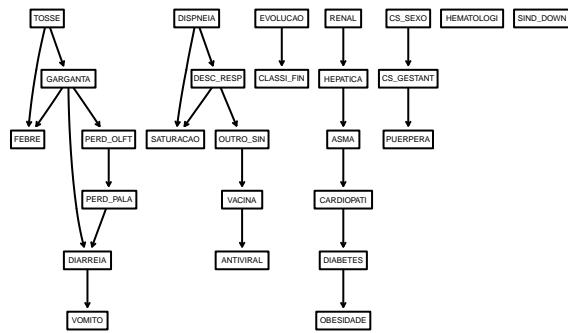 TOSSE
DISPNEIA
EVOLUCAO
RENAL
CS_SEXO
HEMATOLOGI
SIND_DOWN
GARGANTA
DESC_RESP
CLASSI_FIN
HEPATICA
CS_GESTANT
FEBRE
PERD_OLFT
SATURACAO
OUTRO_SIN
ASMA
PUERPERA
PERD_PALA
VACINA
CARDIOPATI
DIARREIA
ANTIVIRAL
DIABETES
VOMITO
OBESIDADE